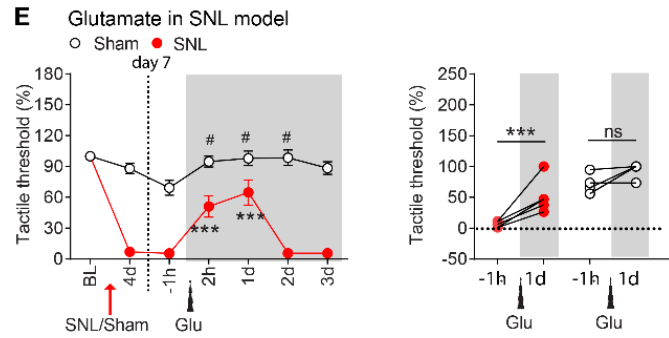 E Glutamate in SNL model
Sham SNL
day 7
Tactile threshold (%)
180
150
120
90
60
30
0
# # #
*** ***
BL 4d -1h 2h 1d 2d 3d
SNL/Sham Glu
Tactile threshold (%)
250
200
150
100
50
0
-50
*** ns
-1h 1d -1h 1d
Glu Glu